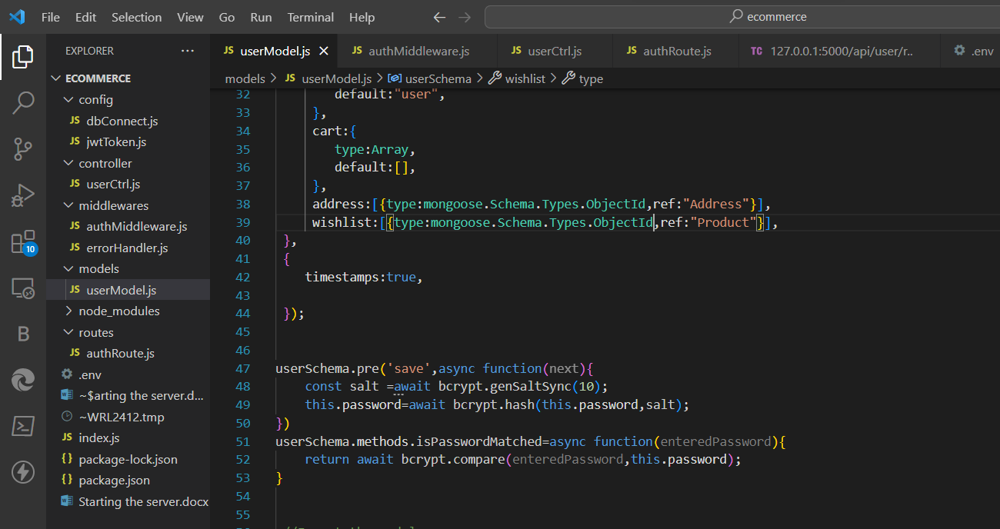 File Edit Selection View Go Run Terminal Help
ecommerce
EXPLORER
ECOMMERCE
config
JS dbConnect.js
JS jwtToken.js
controller
JS userCtrl.js
middlewares
JS authMiddleware.js
JS errorHandler.js
models
JS userModel.js
node_modules
routes
JS authRoute.js
.env
~$arting the server.d...
~WRL2412.tmp
JS index.js
{} package-lock.json
{} package.json
Starting the server.docx
10
B
JS userModel.js
JS authMiddleware.js
JS userCtrl.js
JS authRoute.js
TC 127.0.0.1:5000/api/user/r..
.env
models > JS userModel.js > userSchema > wishlist > type
32 default:"user",
33 },
34 cart:{
35 type:Array,
36 default:[],
37 },
38 address:[{type:mongoose.Schema.Types.ObjectId,ref:"Address"}],
39 wishlist:[{type:mongoose.Schema.Types.ObjectId,ref:"Product"}],
40 },
41 {
42 timestamps:true,
43
44 });
45
46
47 userSchema.pre('save',async function(next){
48 const salt =await bcrypt.genSaltSync(10);
49 this.password=await bcrypt.hash(this.password,salt);
50 })
51 userSchema.methods.isPasswordMatched=async function(enteredPassword){
52 return await bcrypt.compare(enteredPassword,this.password);
53 }
54
55